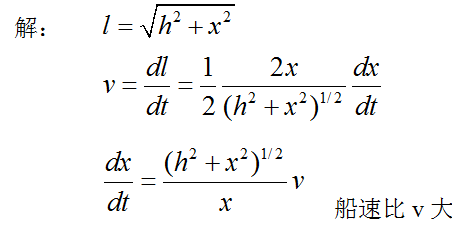 解： l = √(h² + x²)
v = dl/dt = 1/2 2x/(h² + x²)^{1/2} dx/dt
dx/dt = (h² + x²)^{1/2}/x v 船速比 v 大